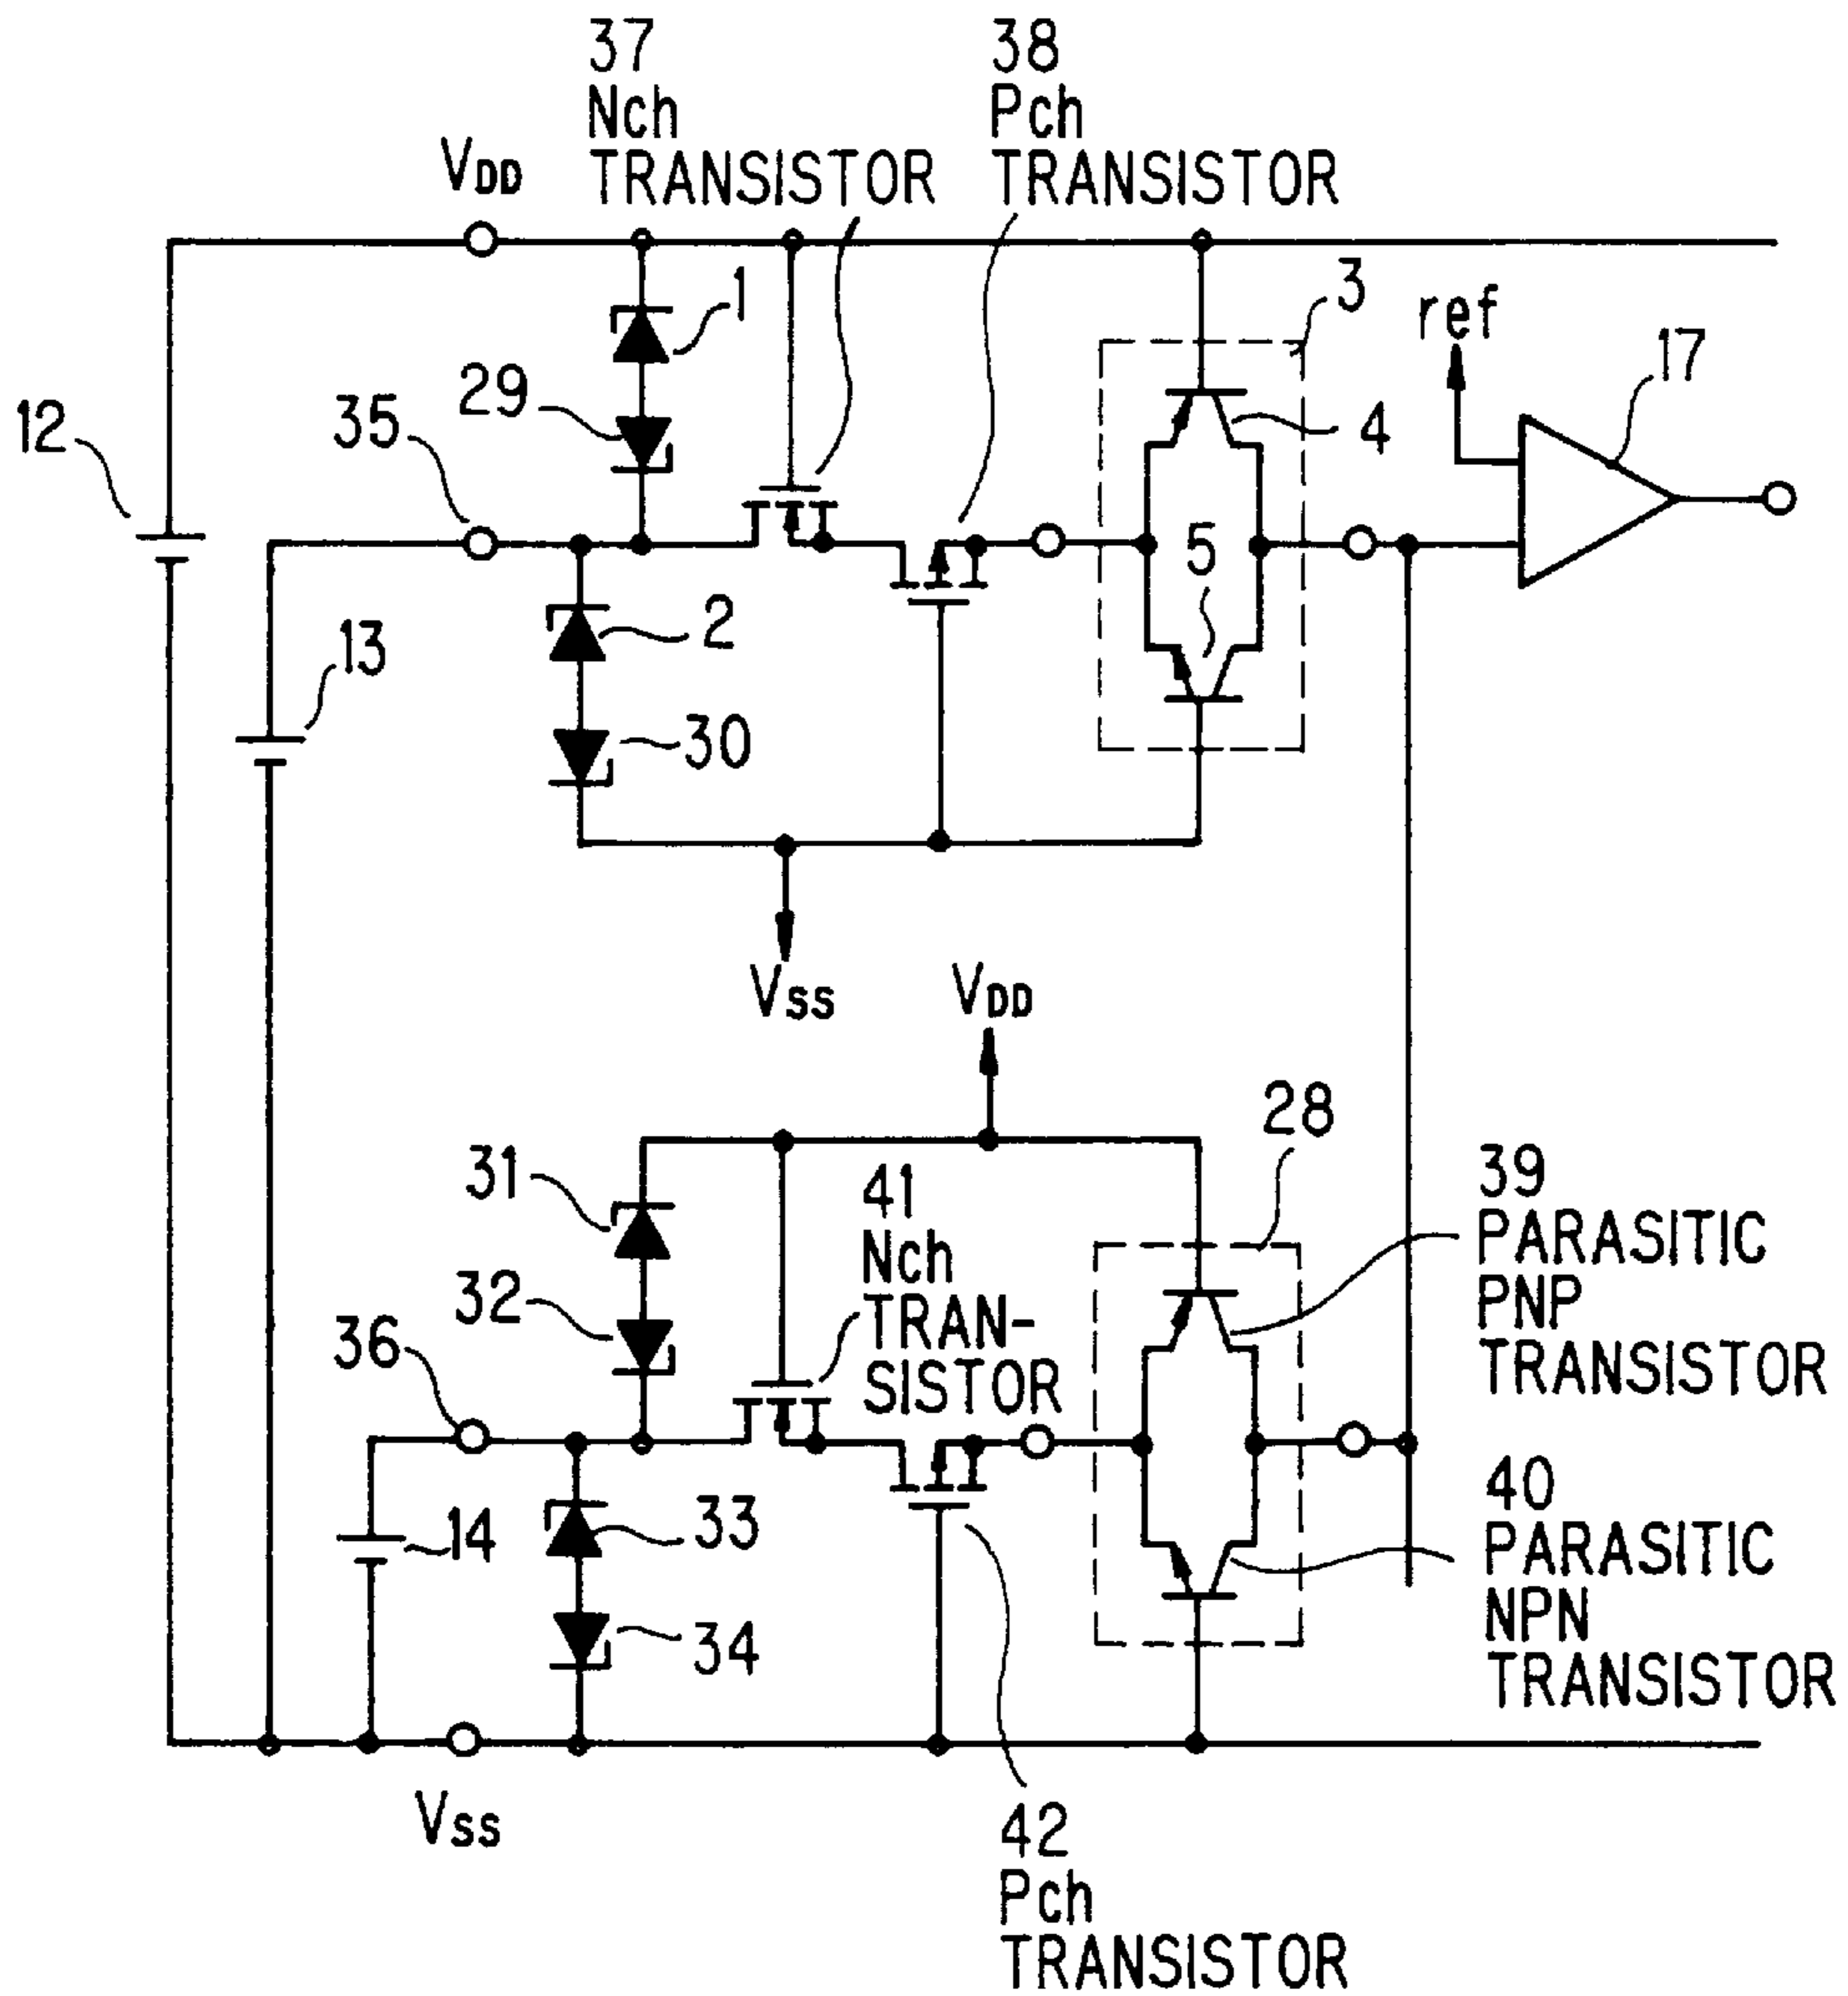 37
Nch
TRANSISTOR
38
Pch
TRANSISTOR
VDD
1
3
ref
17
29
35
12
4
5
2
13
30
VSS
VDD
28
31
41
Nch
TRAN-
SISTOR
39
PARASITIC
PNP
TRANSISTOR
32
36
14
33
40
PARASITIC
NPN
TRANSISTOR
34
VSS
42
Pch
TRANSISTOR